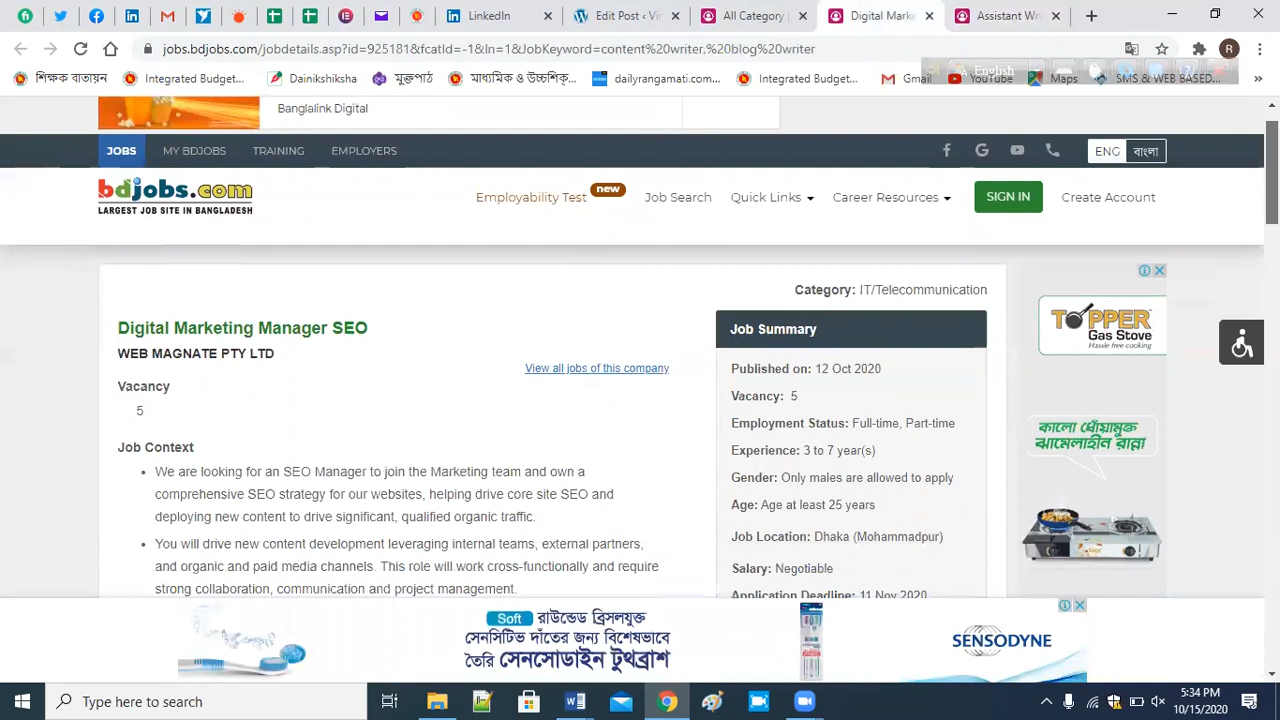 LinkedIn
Edit Post ‹ Vi
All Category
Digital Mark
Assistant W
jobs.bdjobs.com/jobdetails.asp?id=925181&fcatId=-1&ln=1&JobKeyword=content%20writer,%20blog%20writer
শিক্ষক বাতায়ন
Integrated Budget...
Dainikshiksha
মুক্তপাঠ
মাধ্যমিক ও উচ্চশিক্...
dailyrangamati.com...
Integrated Budget...
Gmail
English
YouTube
Maps
SMS & WEB BASED...
Banglalink Digital
JOBS MY BDJOBS TRAINING EMPLOYERS ENG বাংলা
bdjobs.com
LARGEST JOB SITE IN BANGLADESH
Employability Test new Job Search Quick Links Career Resources SIGN IN Create Account
Category: IT/Telecommunication
Digital Marketing Manager SEO
WEB MAGNATE PTY LTD
View all jobs of this company
Vacancy
5
Job Context
We are looking for an SEO Manager to join the Marketing team and own a
comprehensive SEO strategy for our websites, helping drive core site SEO and
deploying new content to drive significant, qualified organic traffic.
You will drive new content development leveraging internal teams, external partners,
and organic and paid media channels. This role will work cross-functionally and require
strong collaboration, communication and project management.
Job Summary
Published on: 12 Oct 2020
Vacancy: 5
Employment Status: Full-time, Part-time
Experience: 3 to 7 year(s)
Gender: Only males are allowed to apply
Age: Age at least 25 years
Job Location: Dhaka (Mohammadpur)
Salary: Negotiable
Application Deadline: 11 Nov 2020
TOPPER
Gas Stove
Hassle free cooking
কালো ধোঁয়ামুক্ত
ঝামেলাহীন রান্না
Soft রাউন্ডেড ব্রিসলযুক্ত
সেনসিটিভ দাঁতের জন্য বিশেষভাবে
তৈরি সেনসোডাইন টুথব্রাশ
SENSODYNE
Type here to search
5:34 PM
10/15/2020